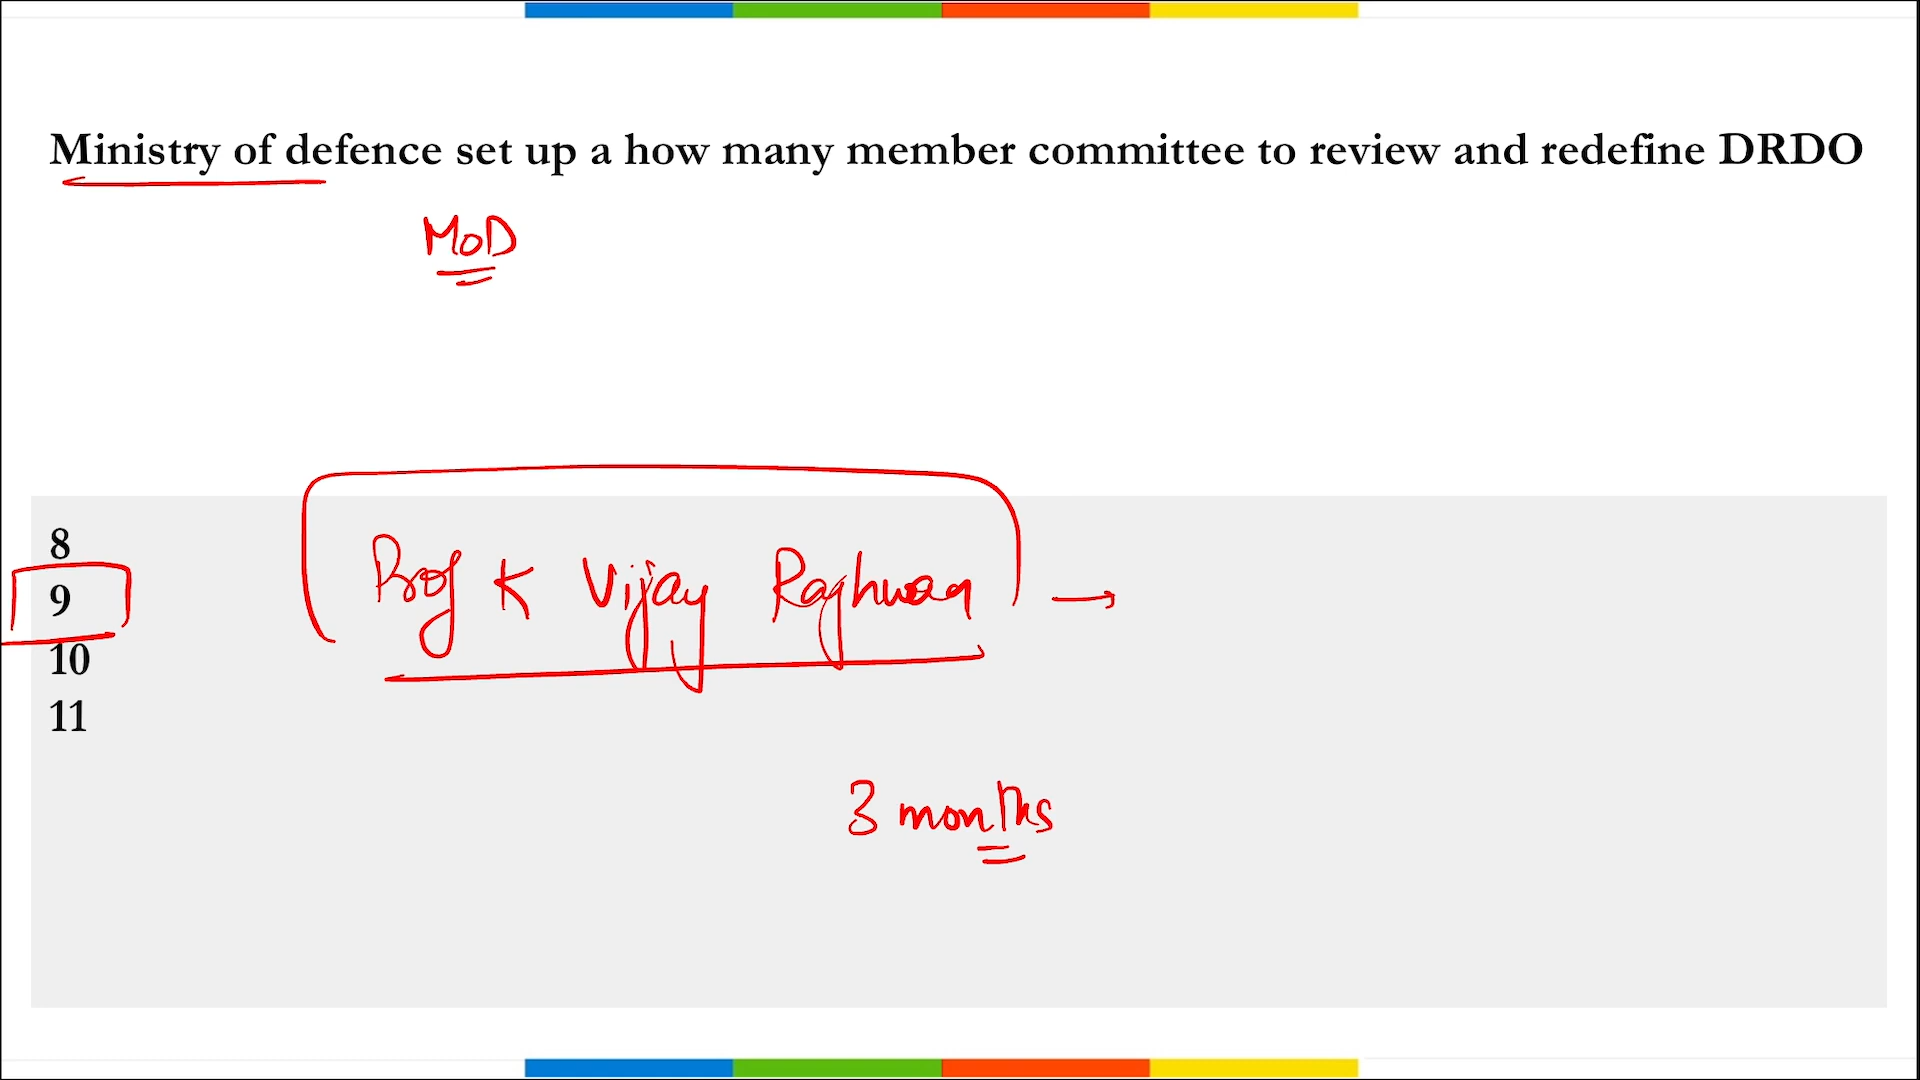 Ministry of defence set up a how many member committee to review and redefine DRDO
MoD
8
9
10
11
Prof K Vijay Raghwan
3 months